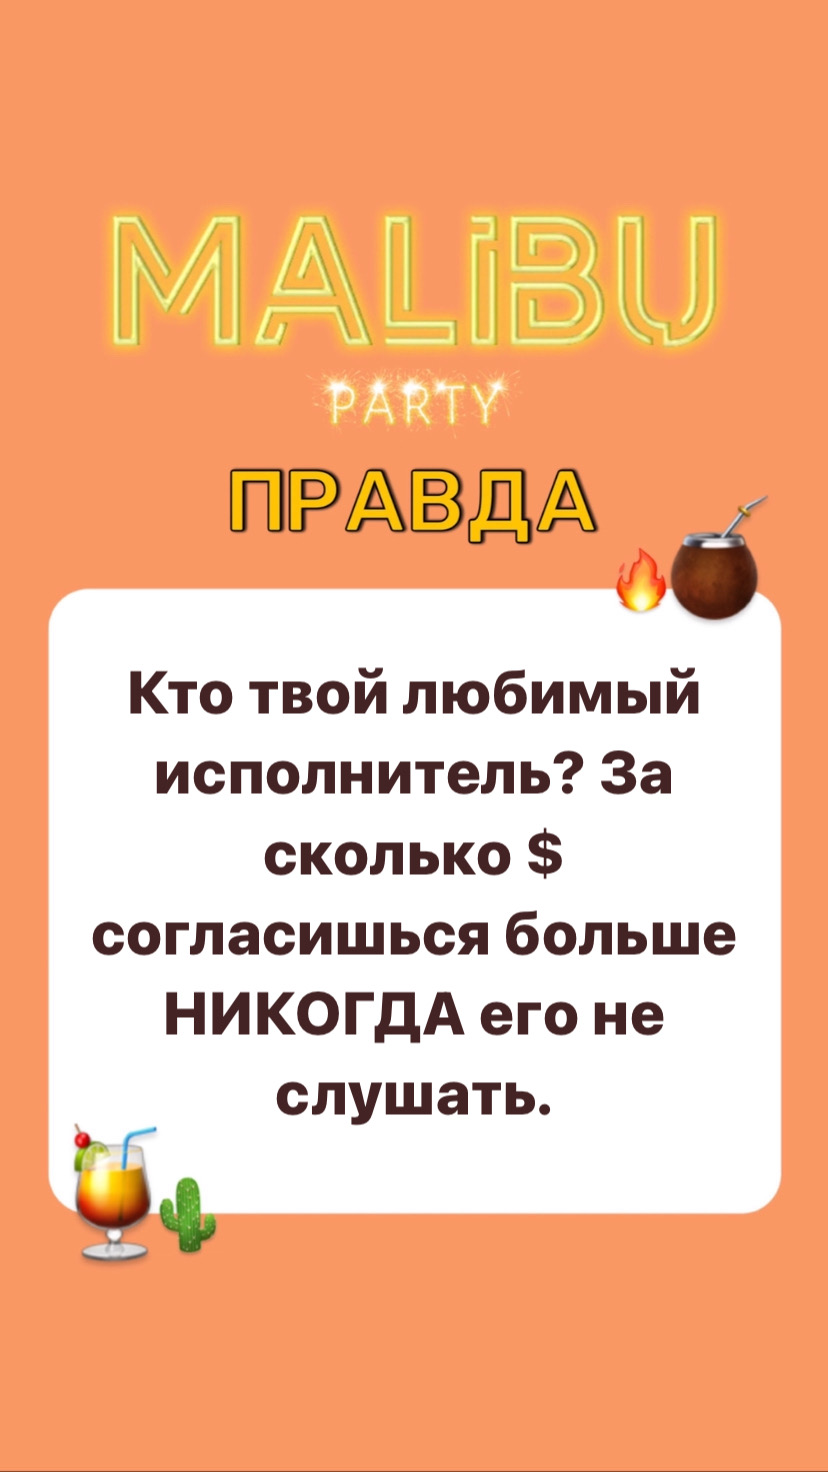 MALiBU
PARTY
ПРАВДА
Кто твой любимый
исполнитель? За
сколько $
согласишься больше
НИКОГДА его не
слушать.